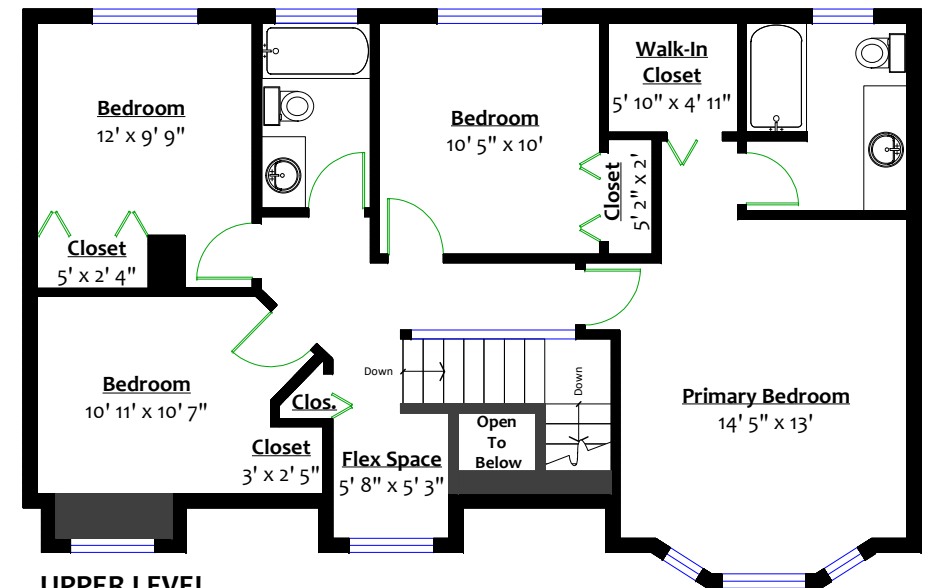 Bedroom
12' x 9' 9"
Closet
5' x 2' 4"
Bedroom
10' 5" x 10'
Closet
5' 2" x 2'
Walk-In
Closet
5' 10" x 4' 11"
Bedroom
10' 11' x 10' 7"
Clos.
Closet
3' x 2' 5"
Flex Space
5' 8" x 5' 3"
Down
Open
To
Below
Down
Primary Bedroom
14' 5" x 13'
UPPER LEVEL